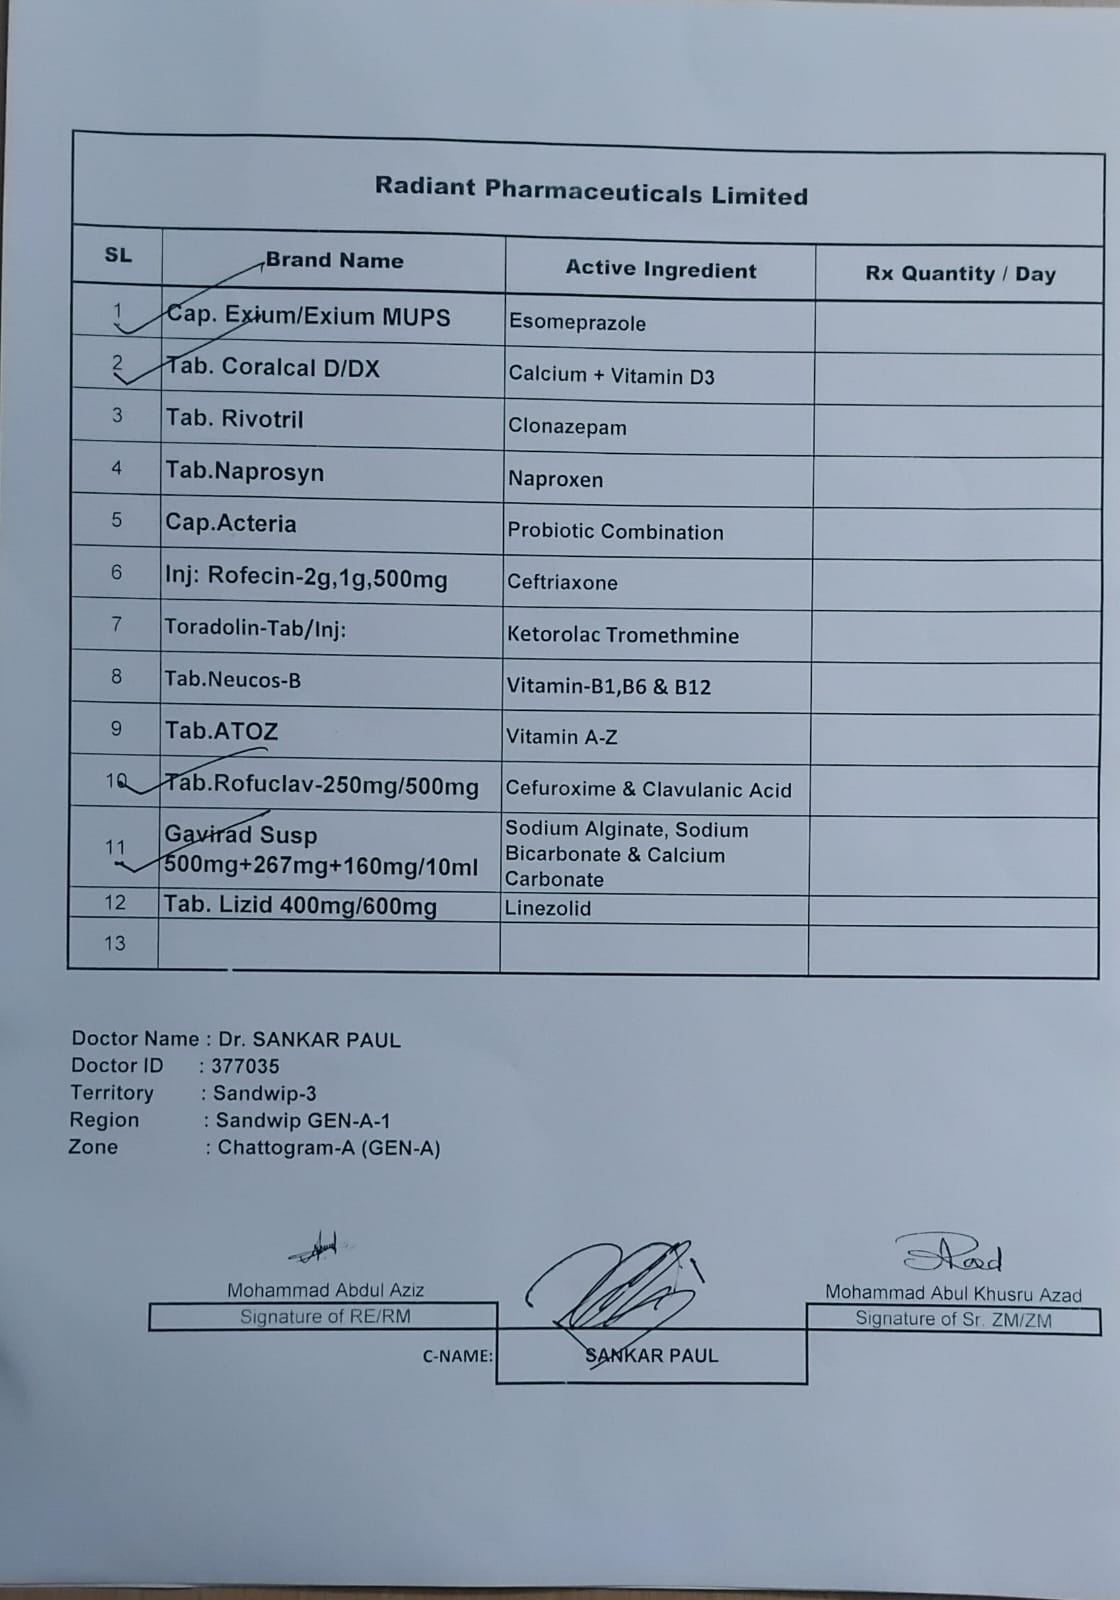 Radiant Pharmaceuticals Limited
SL Brand Name Active Ingredient Rx Quantity / Day
1 Cap. Exium/Exium MUPS Esomeprazole
2 Tab. Coralcal D/DX Calcium + Vitamin D3
3 Tab. Rivotril Clonazepam
4 Tab.Naprosyn Naproxen
5 Cap.Acteria Probiotic Combination
6 Inj: Rofecin-2g,1g,500mg Ceftriaxone
7 Toradolin-Tab/Inj: Ketorolac Tromethmine
8 Tab.Neucos-B Vitamin-B1,B6 & B12
9 Tab.ATOZ Vitamin A-Z
10 Tab.Rofuclav-250mg/500mg Cefuroxime & Clavulanic Acid
11 Gavirad Susp
500mg+267mg+160mg/10ml Sodium Alginate, Sodium
Bicarbonate & Calcium
Carbonate
12 Tab. Lizid 400mg/600mg Linezolid
13
Doctor Name : Dr. SANKAR PAUL
Doctor ID : 377035
Territory : Sandwip-3
Region : Sandwip GEN-A-1
Zone : Chattogram-A (GEN-A)
Mohammad Abdul Aziz
Signature of RE/RM
Mohammad Abul Khusru Azad
Signature of Sr. ZM/ZM
C-NAME: SANKAR PAUL